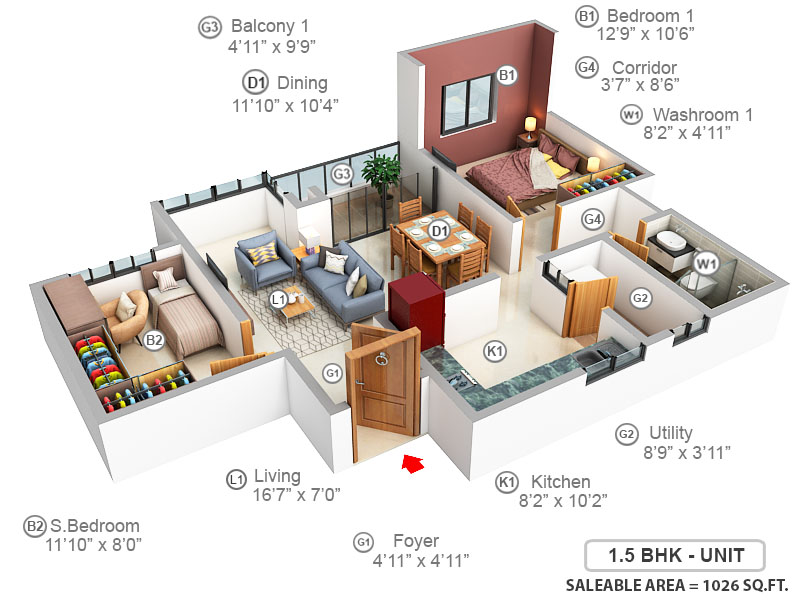 G3 Balcony 1
4'11" x 9'9"
D1 Dining
11'10" x 10'4"
B1 Bedroom 1
12'9" x 10'6"
G4 Corridor
3'7" x 8'6"
W1 Washroom 1
8'2" x 4'11"
B1
G3
G4
D1
W1
L1
G2
B2
K1
G1
G2 Utility
8'9" x 3'11"
L1 Living
16'7" x 7'0"
K1 Kitchen
8'2" x 10'2"
B2 S.Bedroom
11'10" x 8'0"
G1 Foyer
4'11" x 4'11"
1.5 BHK - UNIT
SALEABLE AREA = 1026 SQ.FT.